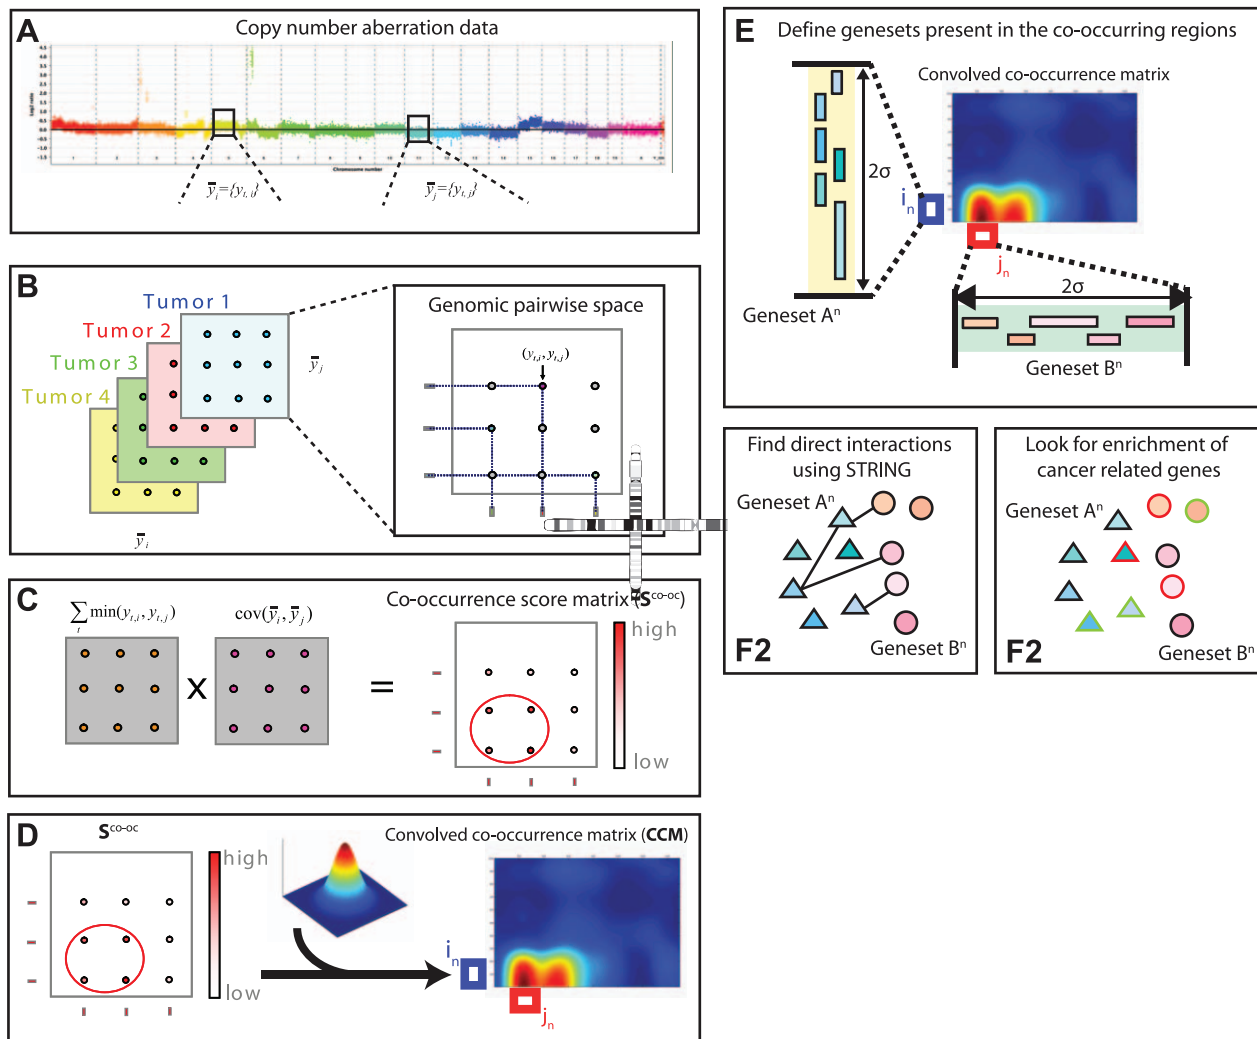 A
Copy number aberration data
Log2 ratio
Chromosome number
ȳi={yt, i}
ȳj={yt, j}
B
Tumor 1
Tumor 2
Tumor 3
Tumor 4
ȳj
ȳi
Genomic pairwise space
(yt,i, yt,j)
C
∑t min(yt,i, yt,j)
cov(ȳi, ȳj)
Co-occurrence score matrix (Sco-oc)
x
=
high
low
D
Sco-oc
high
low
Convolved co-occurrence matrix (CCM)
in
jn
E
Define genesets present in the co-occurring regions
Convolved co-occurrence matrix
2σ
in
jn
Geneset An
2σ
Geneset Bn
Find direct interactions
using STRING
Geneset An
Geneset Bn
F2
Look for enrichment of
cancer related genes
Geneset An
Geneset Bn
F2